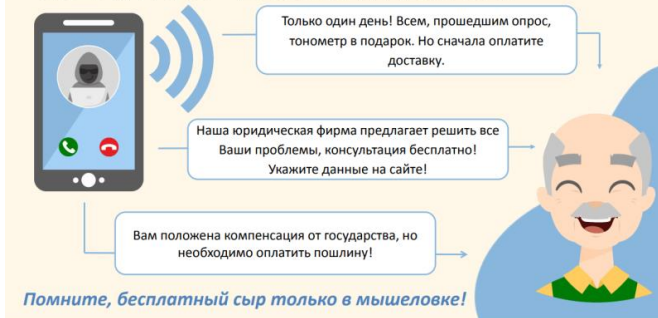 Только один день! Всем, прошедшим опрос,
тонометр в подарок. Но сначала оплатите
доставку.
Наша юридическая фирма предлагает решить все
Ваши проблемы, консультация бесплатно!
Укажите данные на сайте!
Вам положена компенсация от государства, но
необходимо оплатить пошлину!
Помните, бесплатный сыр только в мышеловке!